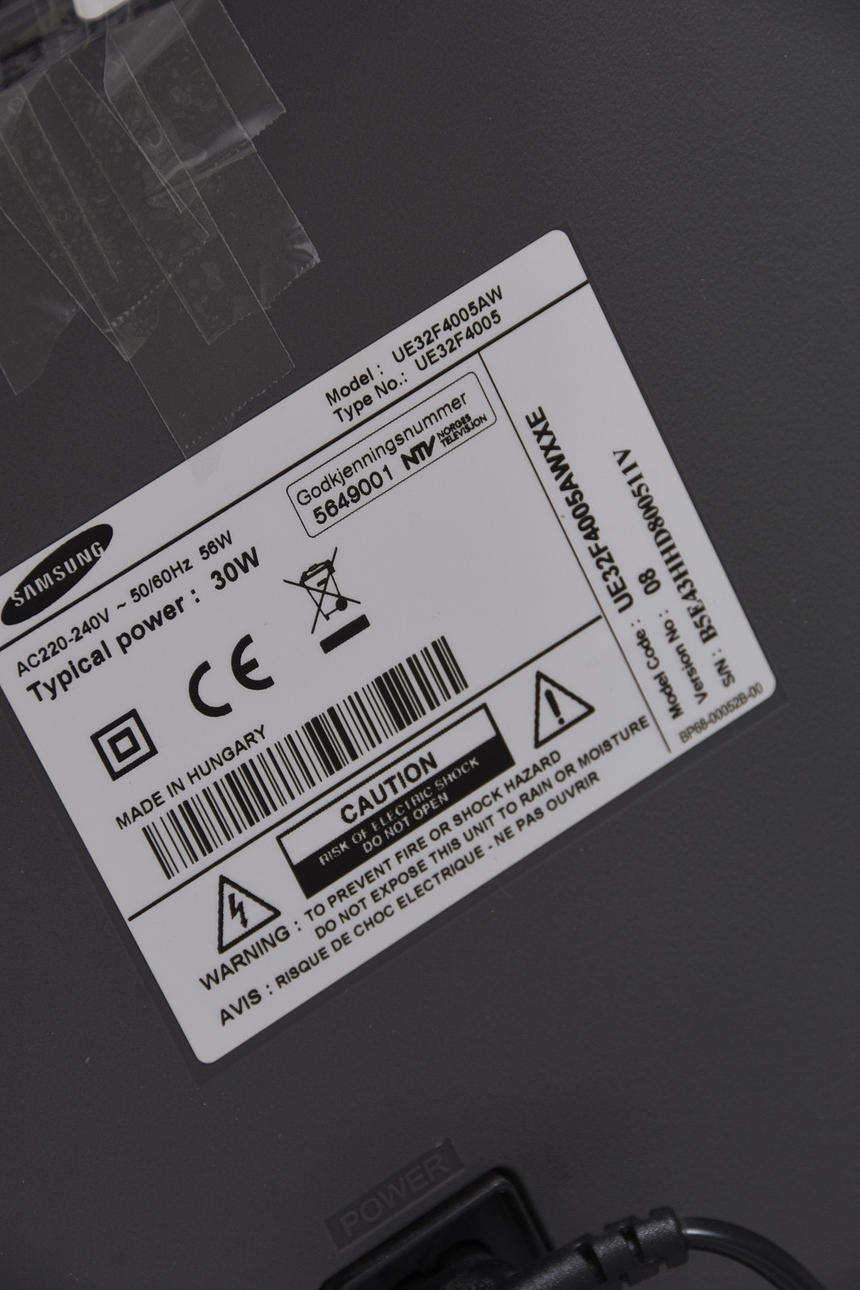 SAMSUNG
Model : UE32F4005AW
Type No.: UE32F4005
AC220-240V ~ 50/60Hz 56W
Typical power : 30W
Godkjenningsnummer
5649001 NTV NORGES TELEVISJON
CE
MADE IN HUNGARY
CAUTION
RISK OF ELECTRIC SHOCK
DO NOT OPEN
WARNING : TO PREVENT FIRE OR SHOCK HAZARD
DO NOT EXPOSE THIS UNIT TO RAIN OR MOISTURE
AVIS : RISQUE DE CHOC ELECTRIQUE - NE PAS OUVRIR
Model Code : UE32F4005AWXXE
Version No : 08
S/N : B5E43HHD800511V
BP68-00052B-00
POWER